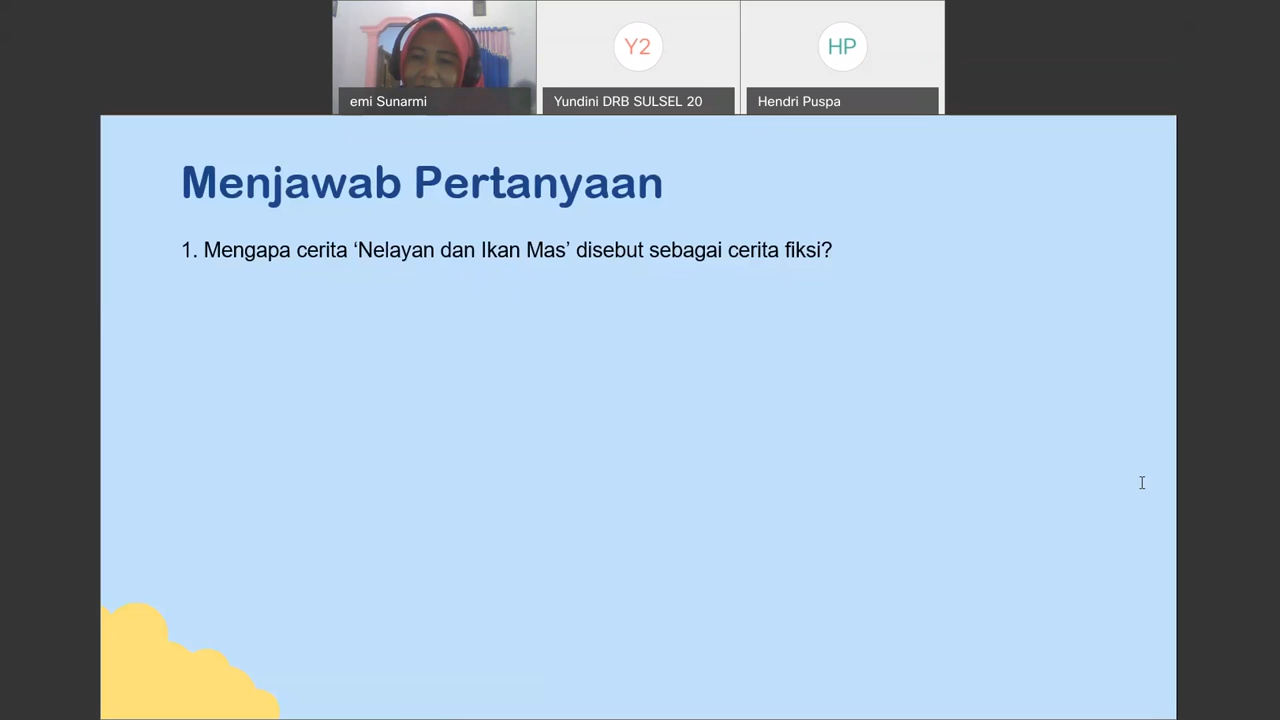 emi Sunarmi
Y2
Yundini DRB SULSEL 20
HP
Hendri Puspa
Menjawab Pertanyaan
1. Mengapa cerita ‘Nelayan dan Ikan Mas’ disebut sebagai cerita fiksi?